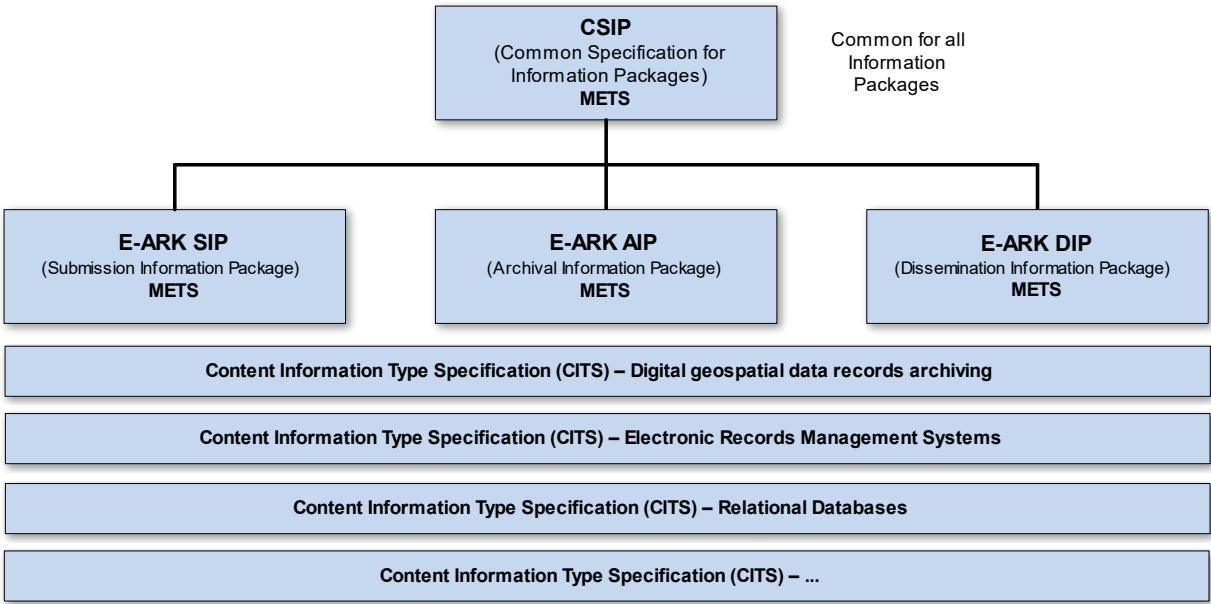 CSIP
(Common Specification for
Information Packages)
METS
Common for all
Information
Packages
E-ARK SIP
(Submission Information Package)
METS
E-ARK AIP
(Archival Information Package)
METS
E-ARK DIP
(Dissemination Information Package)
METS
Content Information Type Specification (CITS) – Digital geospatial data records archiving
Content Information Type Specification (CITS) – Electronic Records Management Systems
Content Information Type Specification (CITS) – Relational Databases
Content Information Type Specification (CITS) – ...